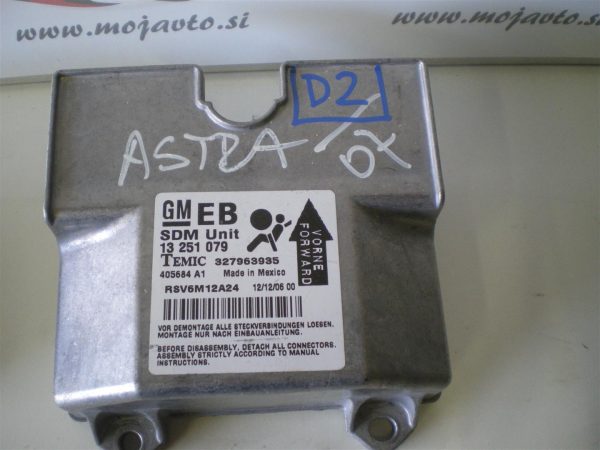 www.mojavto.si
www.mojavto.si
D2
ASTRA / 07
GM EB
SDM Unit
13 251 079
TEMIC 327963935
405684 A1 Made in Mexico
RSV6M12A24 12/12/06 00
VORNE
FORWARD
VOR DEMONTAGE ALLE STECKVERBINDUNGEN LOESEN.
MONTAGE NUR NACH EINBAUANLEITUNG.
BEFORE DISASSEMBLY, DETACH ALL CONNECTORS.
ASSEMBLY STRICTLY ACCORDING TO MANUAL
INSTRUCTIONS.